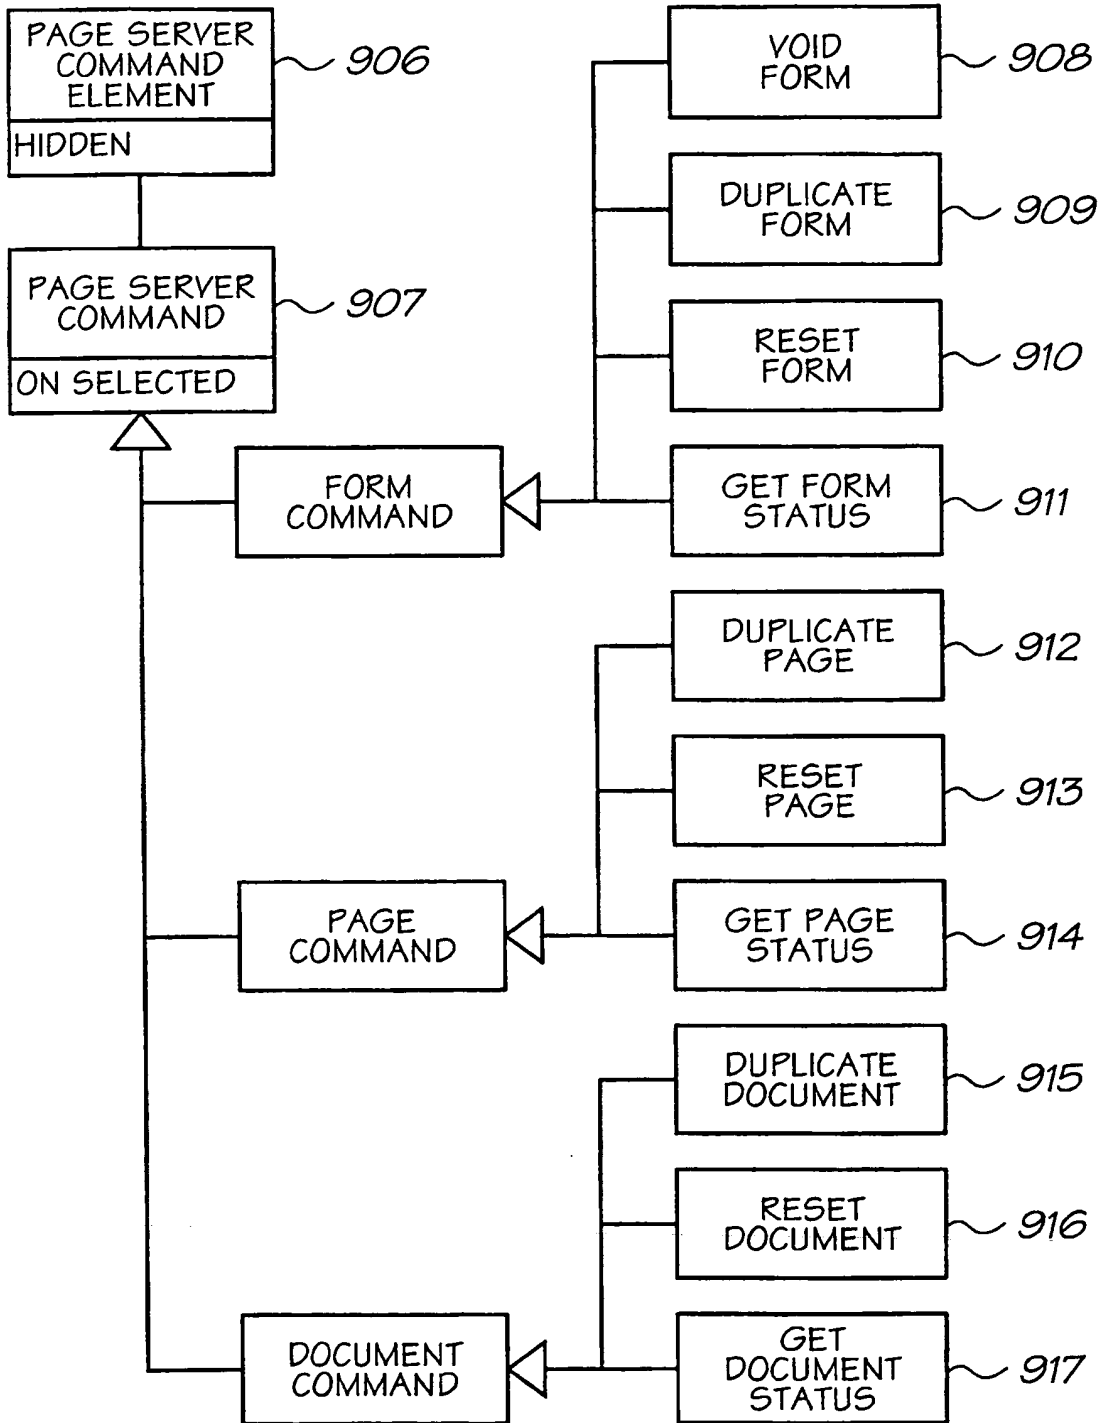 PAGE SERVER
COMMAND
ELEMENT
906
HIDDEN
PAGE SERVER
COMMAND
907
ON SELECTED
FORM
COMMAND
VOID
FORM
908
DUPLICATE
FORM
909
RESET
FORM
910
GET FORM
STATUS
911
PAGE
COMMAND
DUPLICATE
PAGE
912
RESET
PAGE
913
GET PAGE
STATUS
914
DOCUMENT
COMMAND
DUPLICATE
DOCUMENT
915
RESET
DOCUMENT
916
GET
DOCUMENT
STATUS
917